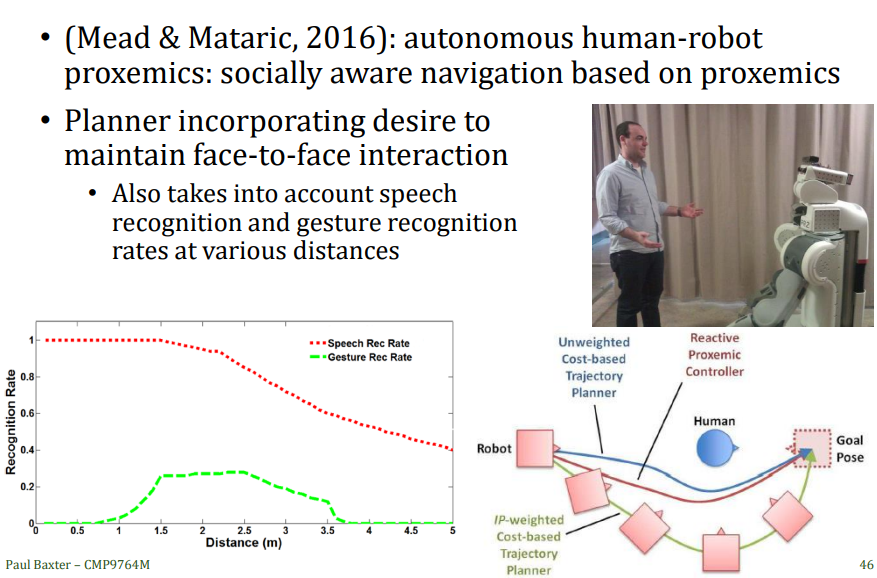 • (Mead & Mataric, 2016): autonomous human-robot
proxemics: socially aware navigation based on proxemics
• Planner incorporating desire to
maintain face-to-face interaction
• Also takes into account speech
recognition and gesture recognition
rates at various distances
Recognition Rate
1
0.8
0.6
0.4
0.2
0
Speech Rec Rate
Gesture Rec Rate
0 0.5 1 1.5 2 2.5 3 3.5 4 4.5 5
Distance (m)
Unweighted
Cost-based
Trajectory
Planner
Reactive
Proxemic
Controller
Human
Robot
Goal
Pose
IP-weighted
Cost-based
Trajectory
Planner
Paul Baxter – CMP9764M
46